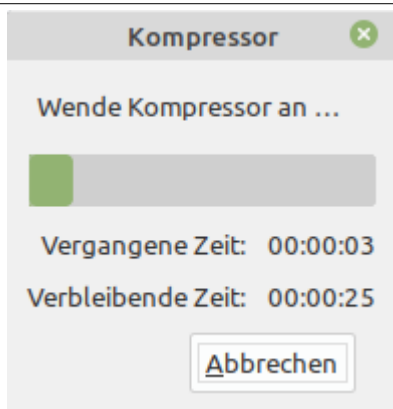 Kompressor
Wende Kompressor an ...
Vergangene Zeit: 00:00:03
Verbleibende Zeit: 00:00:25
Abbrechen